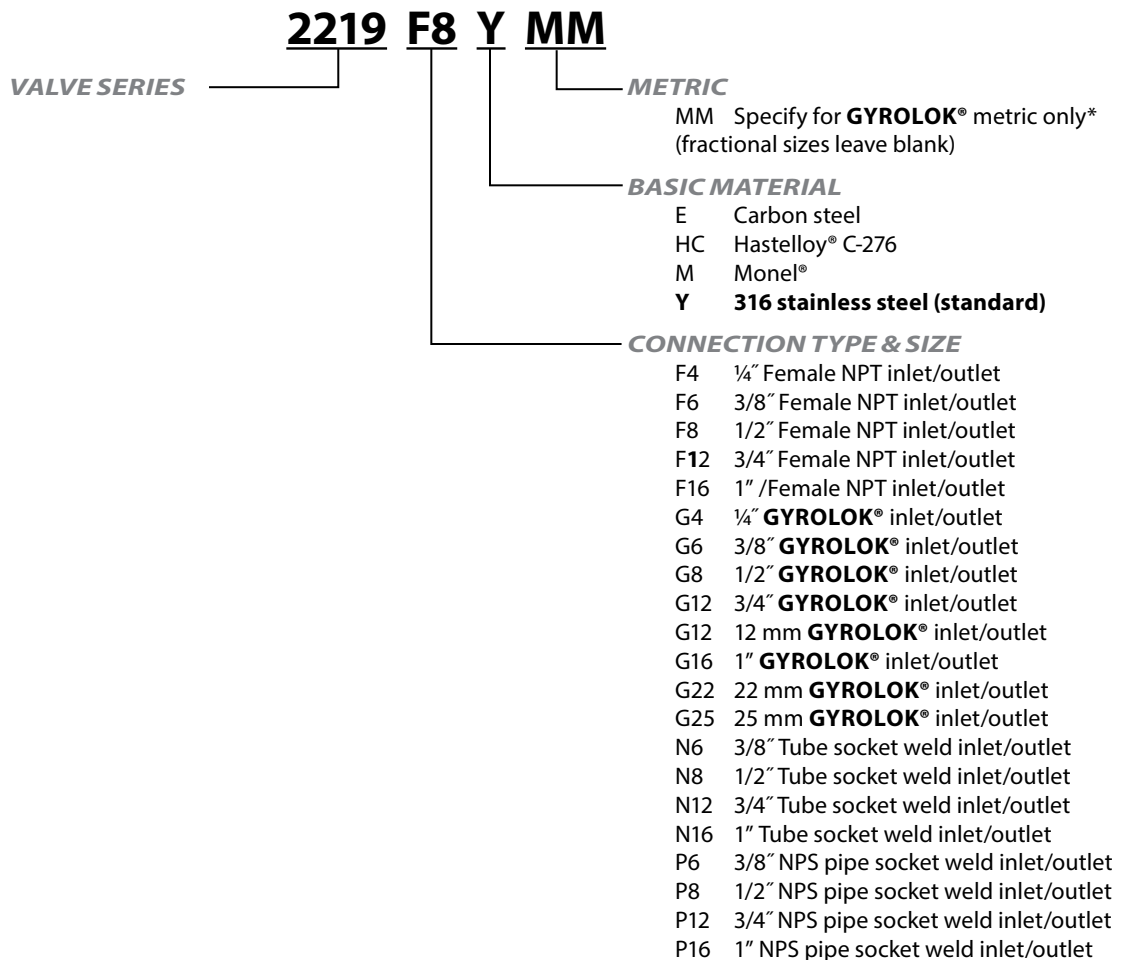 2219 F8 Y MM
VALVE SERIES
METRIC
MM Specify for GYROLOK® metric only*
(fractional sizes leave blank)
BASIC MATERIAL
E Carbon steel
HC Hastelloy® C-276
M Monel®
Y 316 stainless steel (standard)
CONNECTION TYPE & SIZE
F4 ¼˝ Female NPT inlet/outlet
F6 3/8˝ Female NPT inlet/outlet
F8 1/2˝ Female NPT inlet/outlet
F12 3/4˝ Female NPT inlet/outlet
F16 1” /Female NPT inlet/outlet
G4 ¼˝ GYROLOK® inlet/outlet
G6 3/8˝ GYROLOK® inlet/outlet
G8 1/2˝ GYROLOK® inlet/outlet
G12 3/4˝ GYROLOK® inlet/outlet
G12 12 mm GYROLOK® inlet/outlet
G16 1” GYROLOK® inlet/outlet
G22 22 mm GYROLOK® inlet/outlet
G25 25 mm GYROLOK® inlet/outlet
N6 3/8˝ Tube socket weld inlet/outlet
N8 1/2˝ Tube socket weld inlet/outlet
N12 3/4˝ Tube socket weld inlet/outlet
N16 1” Tube socket weld inlet/outlet
P6 3/8˝ NPS pipe socket weld inlet/outlet
P8 1/2˝ NPS pipe socket weld inlet/outlet
P12 3/4˝ NPS pipe socket weld inlet/outlet
P16 1” NPS pipe socket weld inlet/outlet